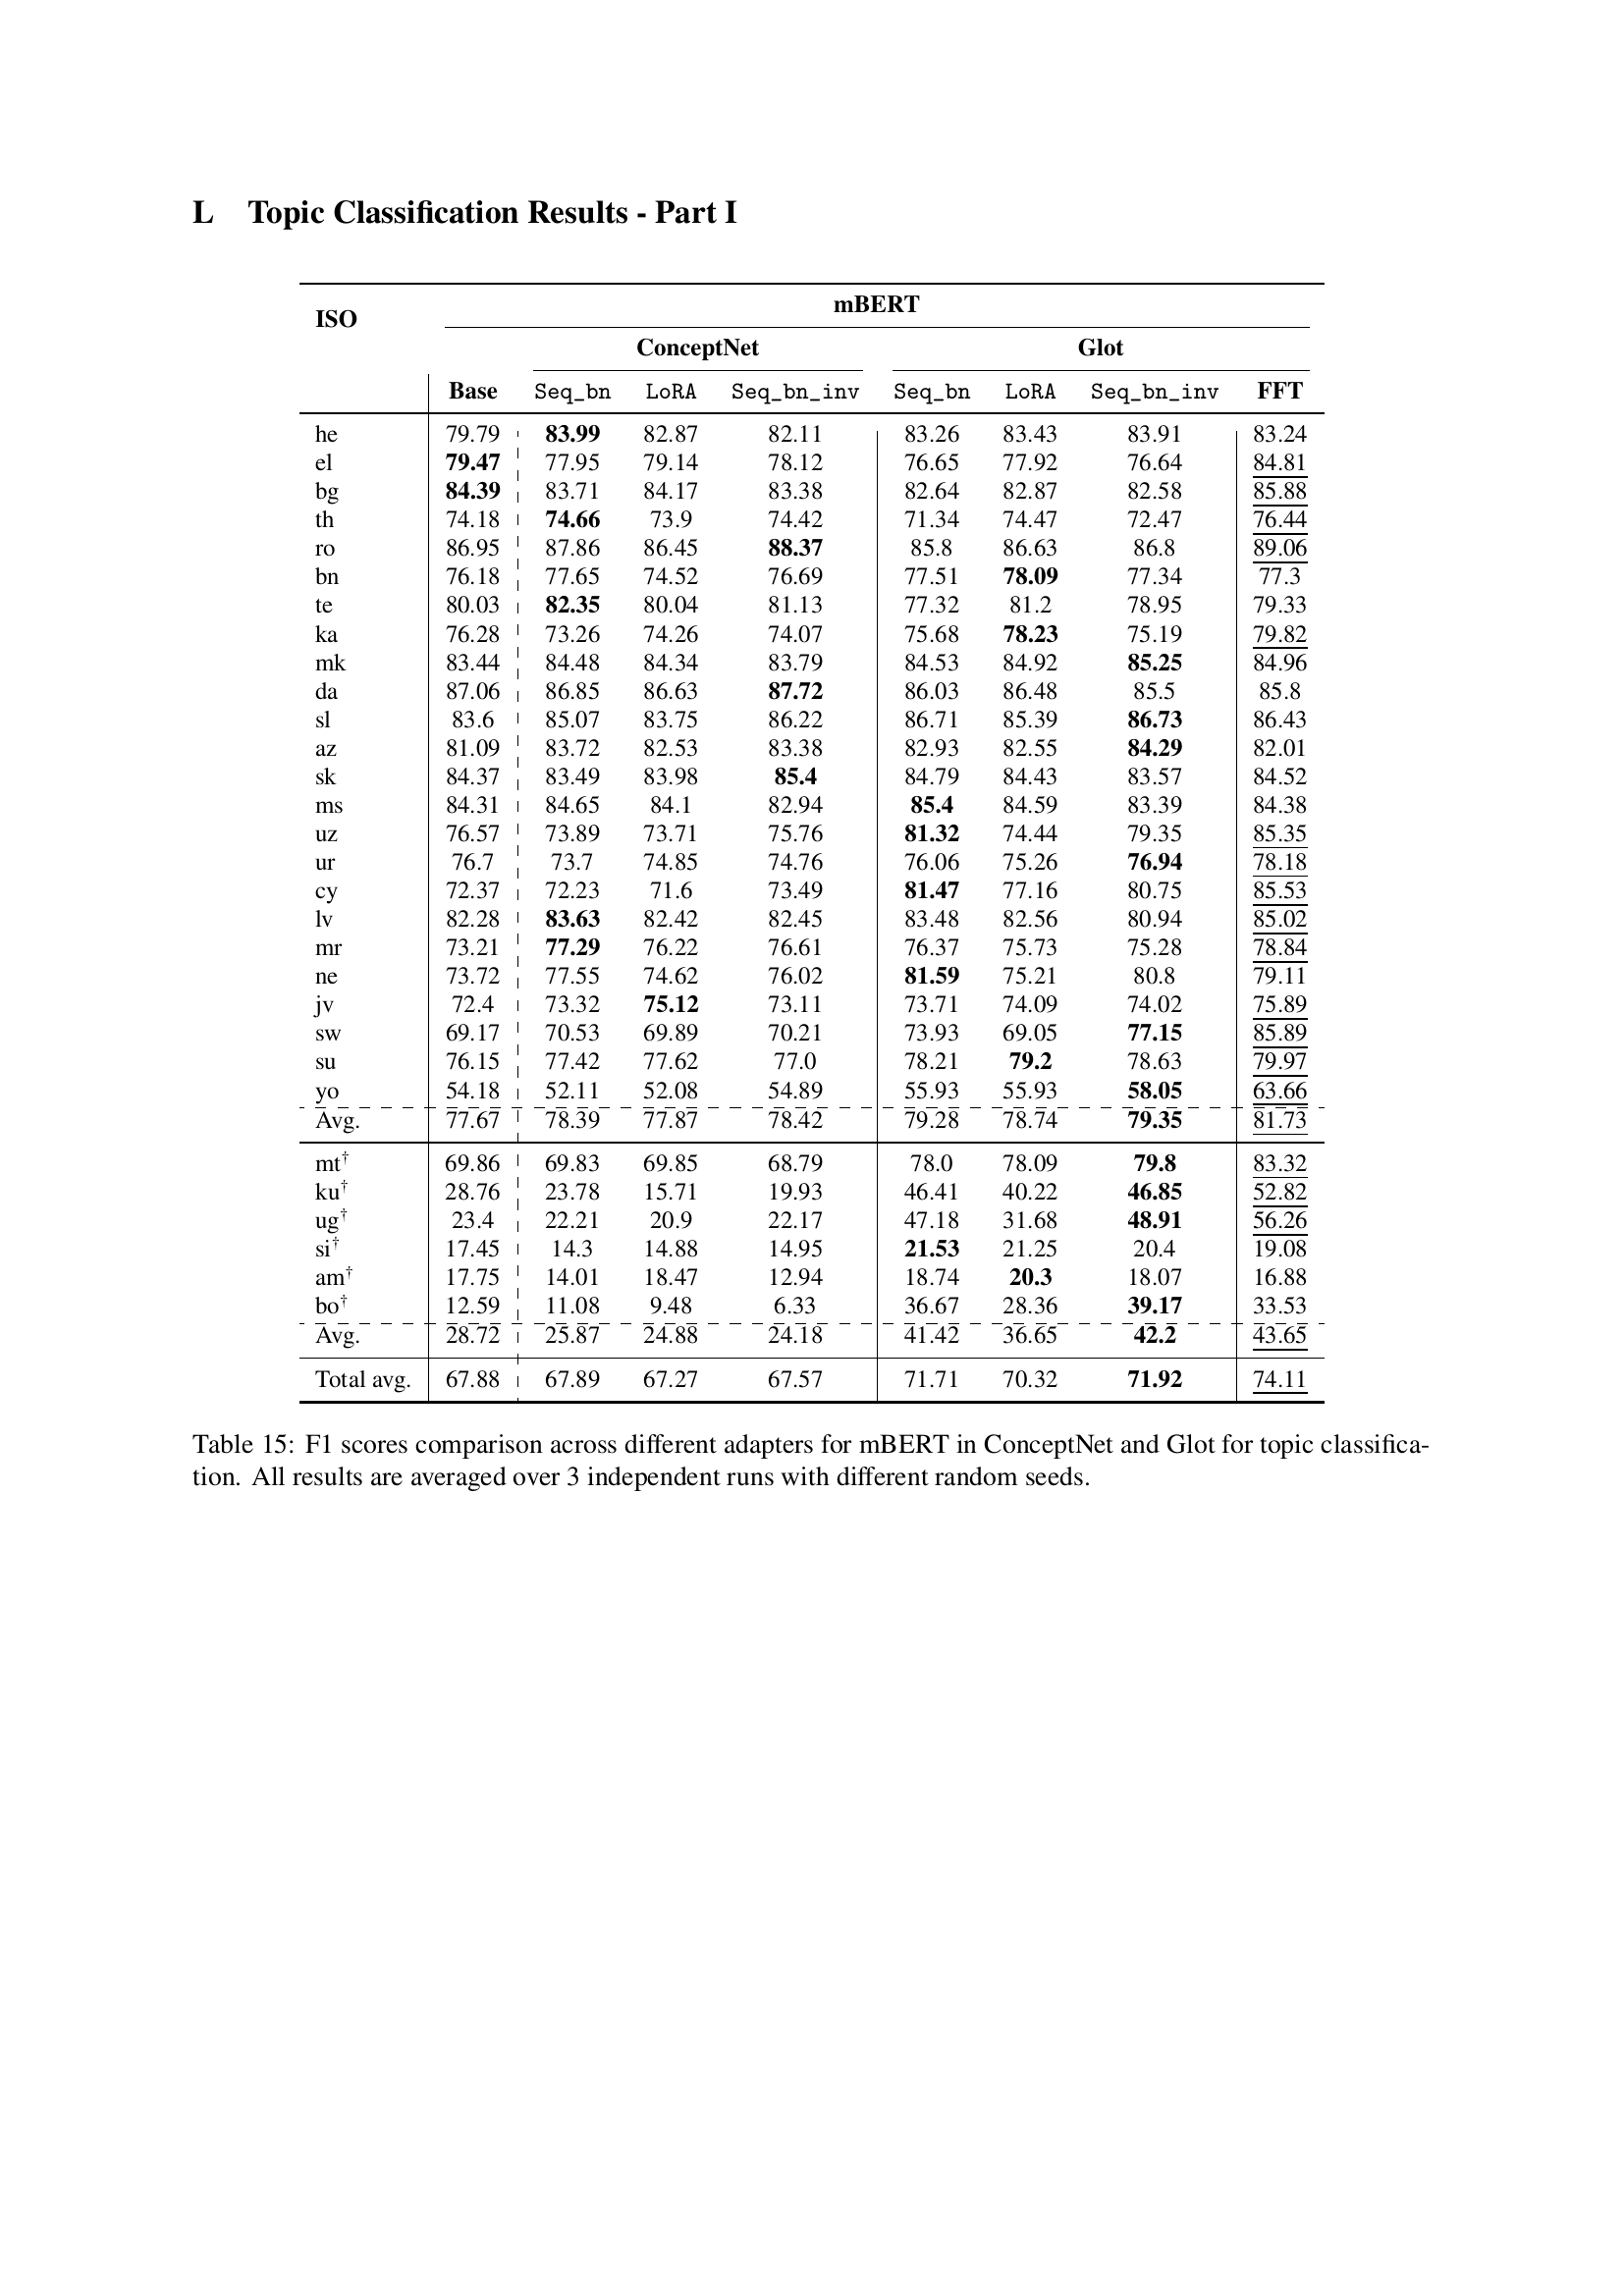 L Topic Classification Results - Part I
ISO mBERT
ConceptNet Glot
Base Seq_bn LoRA Seq_bn_inv Seq_bn LoRA Seq_bn_inv FFT
he 79.79 83.99 82.87 82.11 83.26 83.43 83.91 83.24
el 79.47 77.95 79.14 78.12 76.65 77.92 76.64 84.81
bg 84.39 83.71 84.17 83.38 82.64 82.87 82.58 85.88
th 74.18 74.66 73.9 74.42 71.34 74.47 72.47 76.44
ro 86.95 87.86 86.45 88.37 85.8 86.63 86.8 89.06
bn 76.18 77.65 74.52 76.69 77.51 78.09 77.34 77.3
te 80.03 82.35 80.04 81.13 77.32 81.2 78.95 79.33
ka 76.28 73.26 74.26 74.07 75.68 78.23 75.19 79.82
mk 83.44 84.48 84.34 83.79 84.53 84.92 85.25 84.96
da 87.06 86.85 86.63 87.72 86.03 86.48 85.5 85.8
sl 83.6 85.07 83.75 86.22 86.71 85.39 86.73 86.43
az 81.09 83.72 82.53 83.38 82.93 82.55 84.29 82.01
sk 84.37 83.49 83.98 85.4 84.79 84.43 83.57 84.52
ms 84.31 84.65 84.1 82.94 85.4 84.59 83.39 84.38
uz 76.57 73.89 73.71 75.76 81.32 74.44 79.35 85.35
ur 76.7 73.7 74.85 74.76 76.06 75.26 76.94 78.18
cy 72.37 72.23 71.6 73.49 81.47 77.16 80.75 85.53
lv 82.28 83.63 82.42 82.45 83.48 82.56 80.94 85.02
mr 73.21 77.29 76.22 76.61 76.37 75.73 75.28 78.84
ne 73.72 77.55 74.62 76.02 81.59 75.21 80.8 79.11
jv 72.4 73.32 75.12 73.11 73.71 74.09 74.02 75.89
sw 69.17 70.53 69.89 70.21 73.93 69.05 77.15 85.89
su 76.15 77.42 77.62 77.0 78.21 79.2 78.63 79.97
yo 54.18 52.11 52.08 54.89 55.93 55.93 58.05 63.66
Avg. 77.67 78.39 77.87 78.42 79.28 78.74 79.35 81.73
mt† 69.86 69.83 69.85 68.79 78.0 78.09 79.8 83.32
ku† 28.76 23.78 15.71 19.93 46.41 40.22 46.85 52.82
ug† 23.4 22.21 20.9 22.17 47.18 31.68 48.91 56.26
si† 17.45 14.3 14.88 14.95 21.53 21.25 20.4 19.08
am† 17.75 14.01 18.47 12.94 18.74 20.3 18.07 16.88
bo† 12.59 11.08 9.48 6.33 36.67 28.36 39.17 33.53
Avg. 28.72 25.87 24.88 24.18 41.42 36.65 42.2 43.65
Total avg. 67.88 67.89 67.27 67.57 71.71 70.32 71.92 74.11
Table 15: F1 scores comparison across different adapters for mBERT in ConceptNet and Glot for topic classifica-
tion. All results are averaged over 3 independent runs with different random seeds.